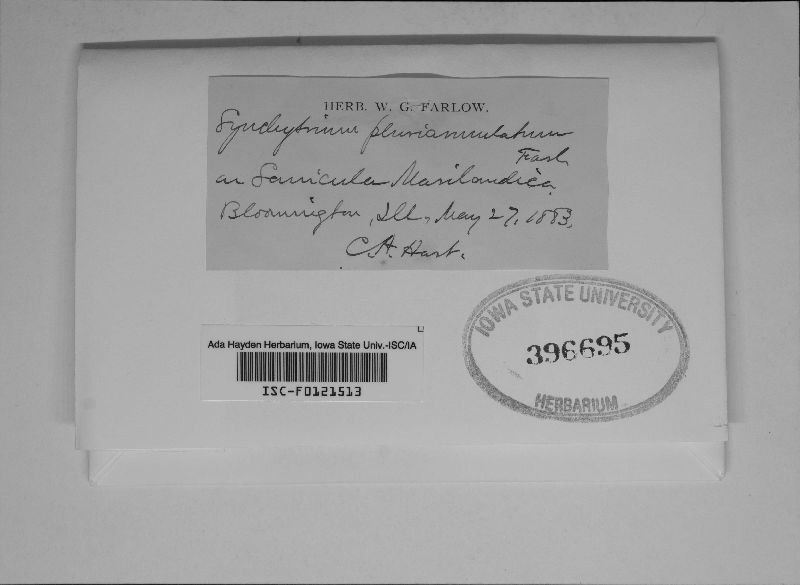 HERB. W. G. FARLOW.
Synchytrium pluriannulatum
Farl.
on Sanicula Marilandica,
Bloomington, Ill., May 27, 1883.
C.A. Hart.
IOWA STATE UNIVERSITY
396695
HERBARIUM
Ada Hayden Herbarium, Iowa State Univ.-ISC/IA
ISC-F0121513